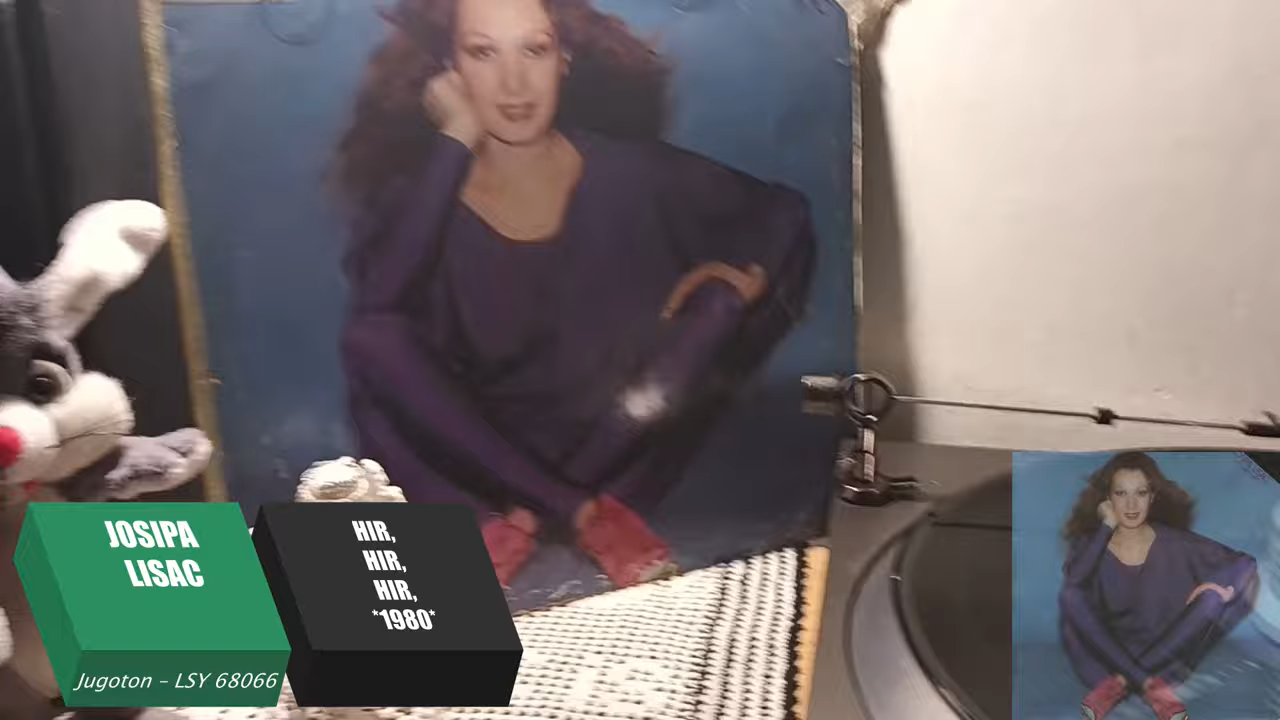 JOSIPA
LISAC
Jugoton - LSY 68066
HIR,
HIR,
HIR,
*1980*